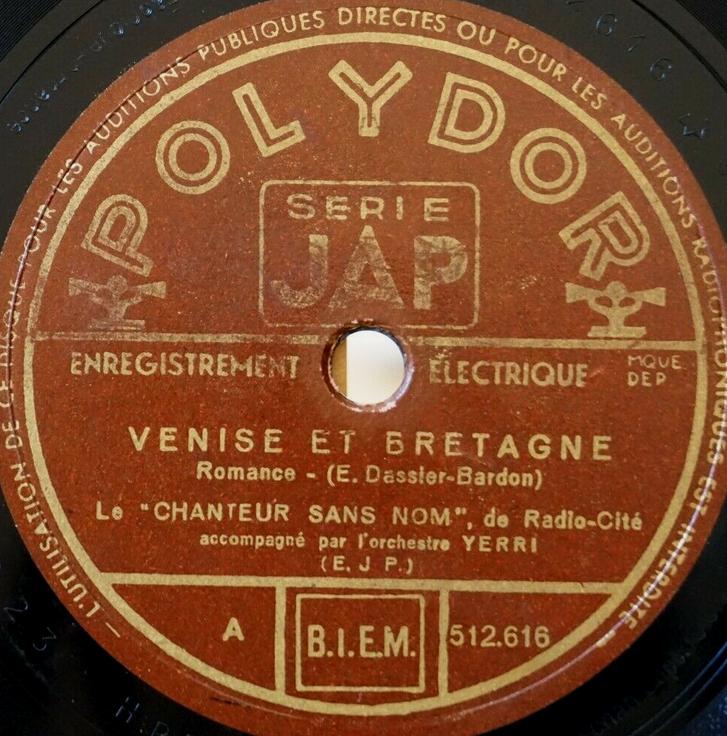 L'UTILISATION DE CE DISQUE POUR LES AUDITIONS PUBLIQUES DIRECTES OU POUR LES AUDITIONS RADIOPHONIQUES EST INTERDITE
POLYDOR
SERIE
JAP
ENREGISTREMENT ÉLECTRIQUE
MQUE DEP
VENISE ET BRETAGNE
Romance - (E. Dassier-Bardon)
Le "CHANTEUR SANS NOM", de Radio-Cité
accompagné par l'orchestre YERRI
(E. J P.)
A B.I.E.M. 512.616